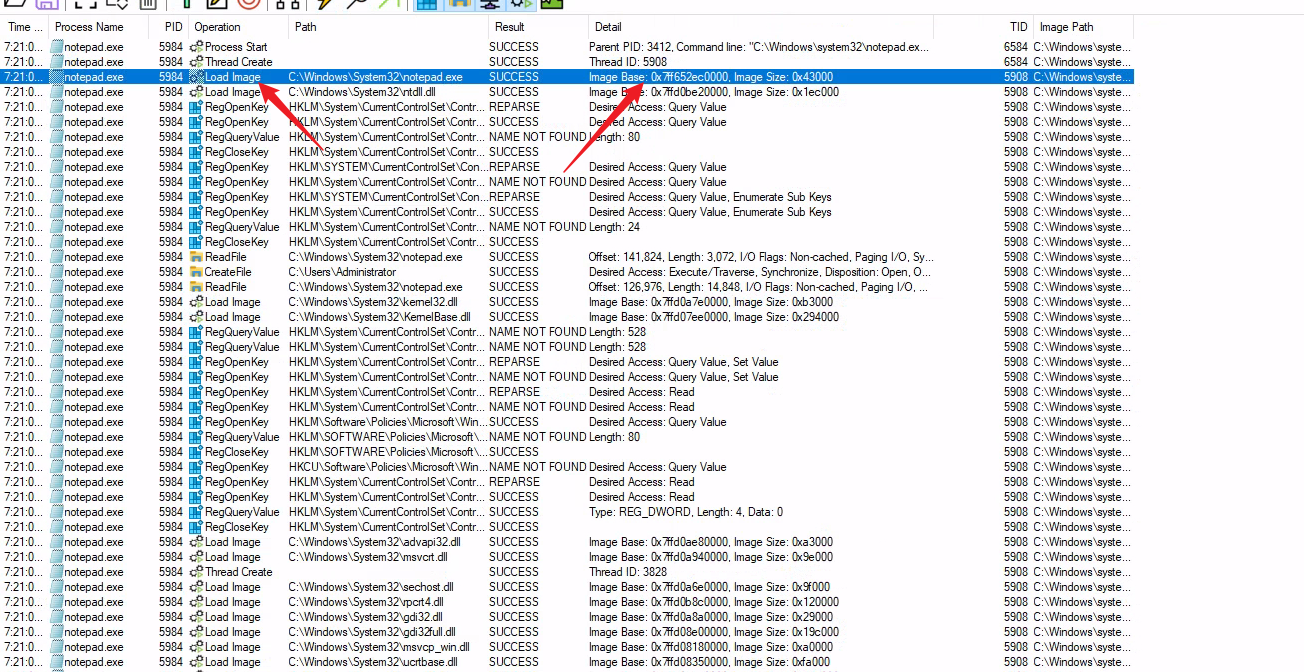 Time ... Process Name PID Operation Path Result Detail TID Image Path
7:21:0... notepad.exe 5984 Process Start SUCCESS Parent PID: 3412, Command line: "C:\Windows\system32\notepad.ex... 6584 C:\Windows\syste...
7:21:0... notepad.exe 5984 Thread Create SUCCESS Thread ID: 5908 6584 C:\Windows\syste...
7:21:0... notepad.exe 5984 Load Image C:\Windows\System32\notepad.exe SUCCESS Image Base: 0x7ff652ec0000, Image Size: 0x43000 5908 C:\Windows\syste...
7:21:0... notepad.exe 5984 Load Image C:\Windows\System32\ntdll.dll SUCCESS Image Base: 0x7ffd0be20000, Image Size: 0x1ec000 5908 C:\Windows\syste...
7:21:0... notepad.exe 5984 RegOpenKey HKLM\System\CurrentControlSet\Contr... REPARSE Desired Access: Query Value 5908 C:\Windows\syste...
7:21:0... notepad.exe 5984 RegOpenKey HKLM\System\CurrentControlSet\Contr... SUCCESS Desired Access: Query Value 5908 C:\Windows\syste...
7:21:0... notepad.exe 5984 RegQueryValue HKLM\System\CurrentControlSet\Contr... NAME NOT FOUND Length: 80 5908 C:\Windows\syste...
7:21:0... notepad.exe 5984 RegCloseKey HKLM\System\CurrentControlSet\Contr... SUCCESS 5908 C:\Windows\syste...
7:21:0... notepad.exe 5984 RegOpenKey HKLM\SYSTEM\CurrentControlSet\Con... REPARSE Desired Access: Query Value 5908 C:\Windows\syste...
7:21:0... notepad.exe 5984 RegOpenKey HKLM\System\CurrentControlSet\Contr... NAME NOT FOUND Desired Access: Query Value 5908 C:\Windows\syste...
7:21:0... notepad.exe 5984 RegOpenKey HKLM\SYSTEM\CurrentControlSet\Con... REPARSE Desired Access: Query Value, Enumerate Sub Keys 5908 C:\Windows\syste...
7:21:0... notepad.exe 5984 RegOpenKey HKLM\System\CurrentControlSet\Contr... SUCCESS Desired Access: Query Value, Enumerate Sub Keys 5908 C:\Windows\syste...
7:21:0... notepad.exe 5984 RegQueryValue HKLM\System\CurrentControlSet\Contr... NAME NOT FOUND Length: 24 5908 C:\Windows\syste...
7:21:0... notepad.exe 5984 RegCloseKey HKLM\System\CurrentControlSet\Contr... SUCCESS 5908 C:\Windows\syste...
7:21:0... notepad.exe 5984 ReadFile C:\Windows\System32\notepad.exe SUCCESS Offset: 141,824, Length: 3,072, I/O Flags: Non-cached, Paging I/O, Sy... 5908 C:\Windows\syste...
7:21:0... notepad.exe 5984 CreateFile C:\Users\Administrator SUCCESS Desired Access: Execute/Traverse, Synchronize, Disposition: Open, O... 5908 C:\Windows\syste...
7:21:0... notepad.exe 5984 ReadFile C:\Windows\System32\notepad.exe SUCCESS Offset: 126,976, Length: 14,848, I/O Flags: Non-cached, Paging I/O, ... 5908 C:\Windows\syste...
7:21:0... notepad.exe 5984 Load Image C:\Windows\System32\kernel32.dll SUCCESS Image Base: 0x7ffd0a7e0000, Image Size: 0xb3000 5908 C:\Windows\syste...
7:21:0... notepad.exe 5984 Load Image C:\Windows\System32\KernelBase.dll SUCCESS Image Base: 0x7ffd07ee0000, Image Size: 0x294000 5908 C:\Windows\syste...
7:21:0... notepad.exe 5984 RegQueryValue HKLM\System\CurrentControlSet\Contr... NAME NOT FOUND Length: 528 5908 C:\Windows\syste...
7:21:0... notepad.exe 5984 RegQueryValue HKLM\System\CurrentControlSet\Contr... NAME NOT FOUND Length: 528 5908 C:\Windows\syste...
7:21:0... notepad.exe 5984 RegOpenKey HKLM\System\CurrentControlSet\Contr... REPARSE Desired Access: Query Value, Set Value 5908 C:\Windows\syste...
7:21:0... notepad.exe 5984 RegOpenKey HKLM\System\CurrentControlSet\Contr... NAME NOT FOUND Desired Access: Query Value, Set Value 5908 C:\Windows\syste...
7:21:0... notepad.exe 5984 RegOpenKey HKLM\System\CurrentControlSet\Contr... REPARSE Desired Access: Read 5908 C:\Windows\syste...
7:21:0... notepad.exe 5984 RegOpenKey HKLM\System\CurrentControlSet\Contr... NAME NOT FOUND Desired Access: Read 5908 C:\Windows\syste...
7:21:0... notepad.exe 5984 RegOpenKey HKLM\Software\Policies\Microsoft\Win... SUCCESS Desired Access: Query Value 5908 C:\Windows\syste...
7:21:0... notepad.exe 5984 RegQueryValue HKLM\SOFTWARE\Policies\Microsoft\... NAME NOT FOUND Length: 80 5908 C:\Windows\syste...
7:21:0... notepad.exe 5984 RegCloseKey HKLM\SOFTWARE\Policies\Microsoft\... SUCCESS 5908 C:\Windows\syste...
7:21:0... notepad.exe 5984 RegOpenKey HKCU\Software\Policies\Microsoft\Win... NAME NOT FOUND Desired Access: Query Value 5908 C:\Windows\syste...
7:21:0... notepad.exe 5984 RegOpenKey HKLM\System\CurrentControlSet\Contr... REPARSE Desired Access: Read 5908 C:\Windows\syste...
7:21:0... notepad.exe 5984 RegOpenKey HKLM\System\CurrentControlSet\Contr... SUCCESS Desired Access: Read 5908 C:\Windows\syste...
7:21:0... notepad.exe 5984 RegQueryValue HKLM\System\CurrentControlSet\Contr... SUCCESS Type: REG_DWORD, Length: 4, Data: 0 5908 C:\Windows\syste...
7:21:0... notepad.exe 5984 RegCloseKey HKLM\System\CurrentControlSet\Contr... SUCCESS 5908 C:\Windows\syste...
7:21:0... notepad.exe 5984 Load Image C:\Windows\System32\advapi32.dll SUCCESS Image Base: 0x7ffd0ae80000, Image Size: 0xa3000 5908 C:\Windows\syste...
7:21:0... notepad.exe 5984 Load Image C:\Windows\System32\msvcrt.dll SUCCESS Image Base: 0x7ffd0a940000, Image Size: 0x9e000 5908 C:\Windows\syste...
7:21:0... notepad.exe 5984 Thread Create SUCCESS Thread ID: 3828 5908 C:\Windows\syste...
7:21:0... notepad.exe 5984 Load Image C:\Windows\System32\sechost.dll SUCCESS Image Base: 0x7ffd0a6e0000, Image Size: 0x9f000 5908 C:\Windows\syste...
7:21:0... notepad.exe 5984 Load Image C:\Windows\System32\rpcrt4.dll SUCCESS Image Base: 0x7ffd0b8c0000, Image Size: 0x120000 5908 C:\Windows\syste...
7:21:0... notepad.exe 5984 Load Image C:\Windows\System32\gdi32.dll SUCCESS Image Base: 0x7ffd0a8a0000, Image Size: 0x29000 5908 C:\Windows\syste...
7:21:0... notepad.exe 5984 Load Image C:\Windows\System32\gdi32full.dll SUCCESS Image Base: 0x7ffd08e00000, Image Size: 0x19c000 5908 C:\Windows\syste...
7:21:0... notepad.exe 5984 Load Image C:\Windows\System32\msvcp_win.dll SUCCESS Image Base: 0x7ffd08180000, Image Size: 0xa0000 5908 C:\Windows\syste...
7:21:0... notepad.exe 5984 Load Image C:\Windows\System32\ucrtbase.dll SUCCESS Image Base: 0x7ffd08350000, Image Size: 0xfa000 5908 C:\Windows\syste...